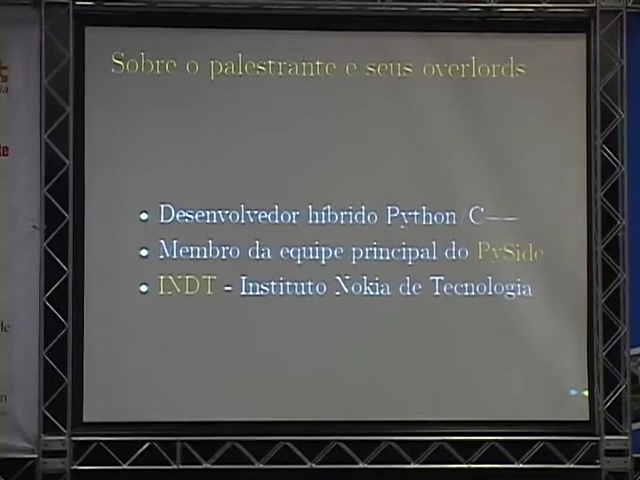 Sobre o palestrante e seus overlords
• Desenvolvedor híbrido Python C++
• Membro da equipe principal do PySide
• INDT - Instituto Nokia de Tecnologia